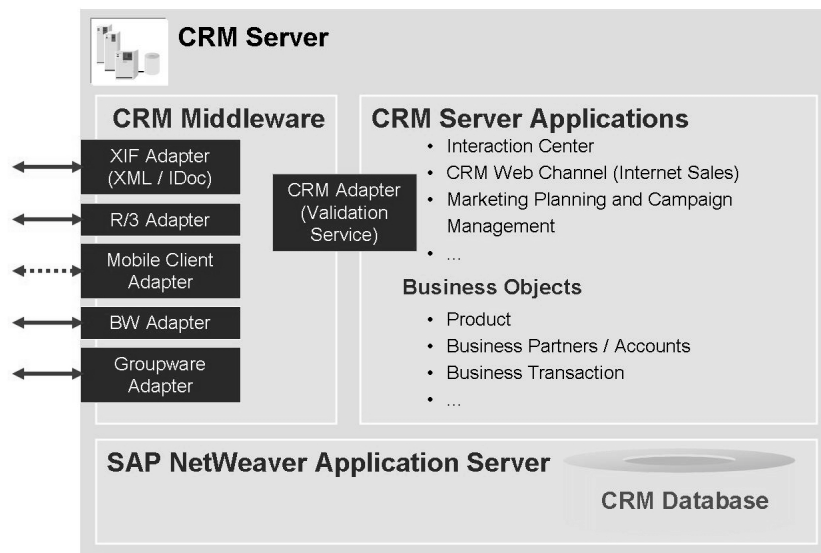 CRM Server
CRM Middleware
XIF Adapter
(XML / IDoc)
R/3 Adapter
Mobile Client
Adapter
BW Adapter
Groupware
Adapter
CRM Adapter
(Validation
Service)
CRM Server Applications
• Interaction Center
• CRM Web Channel (Internet Sales)
• Marketing Planning and Campaign
Management
• ...
Business Objects
• Product
• Business Partners / Accounts
• Business Transaction
• ...
SAP NetWeaver Application Server
CRM Database